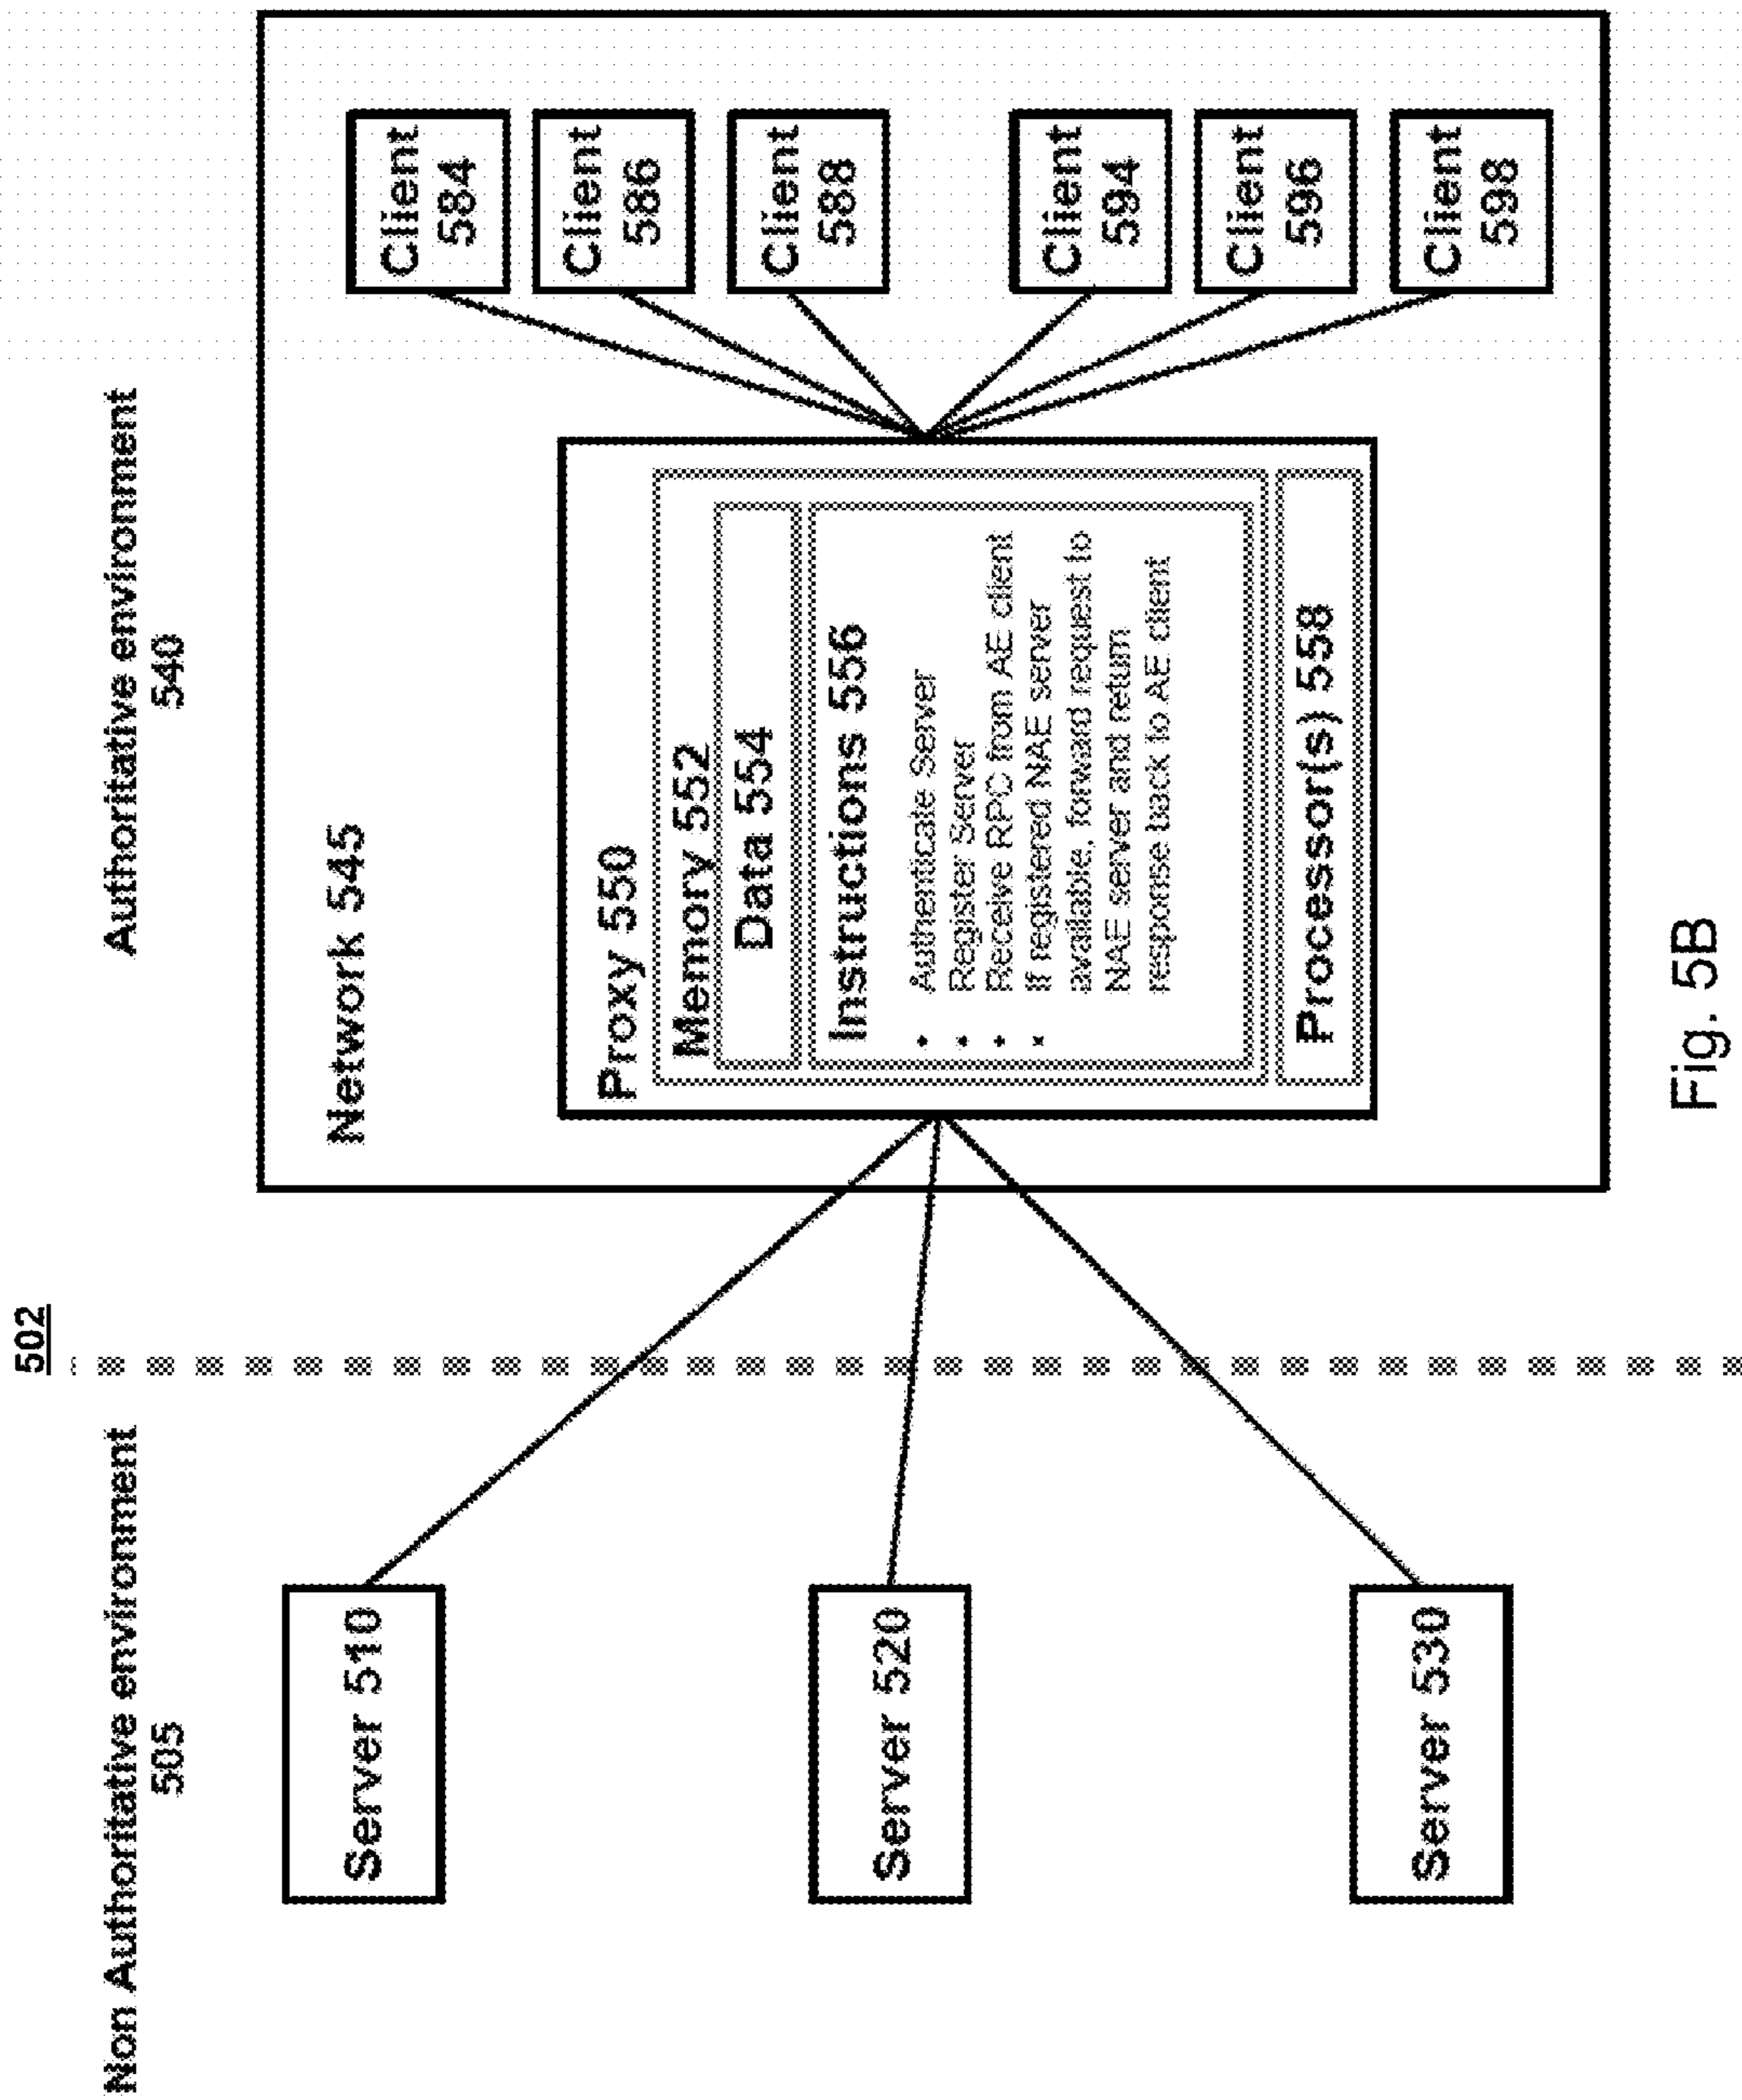 502
Non Authoritative environment
505
Authoritative environment
540
Server 510
Server 520
Server 530
Network 545
Proxy 550
Memory 552
Data 554
Instructions 556
• Authenticate Server
• Register Server
• Receive RPC from AE client
• If registered NAE server
available, forward request to
NAE server and return
response back to AE client
Processor(s) 558
Client
584
Client
586
Client
588
Client
594
Client
596
Client
598
Fig. 5B